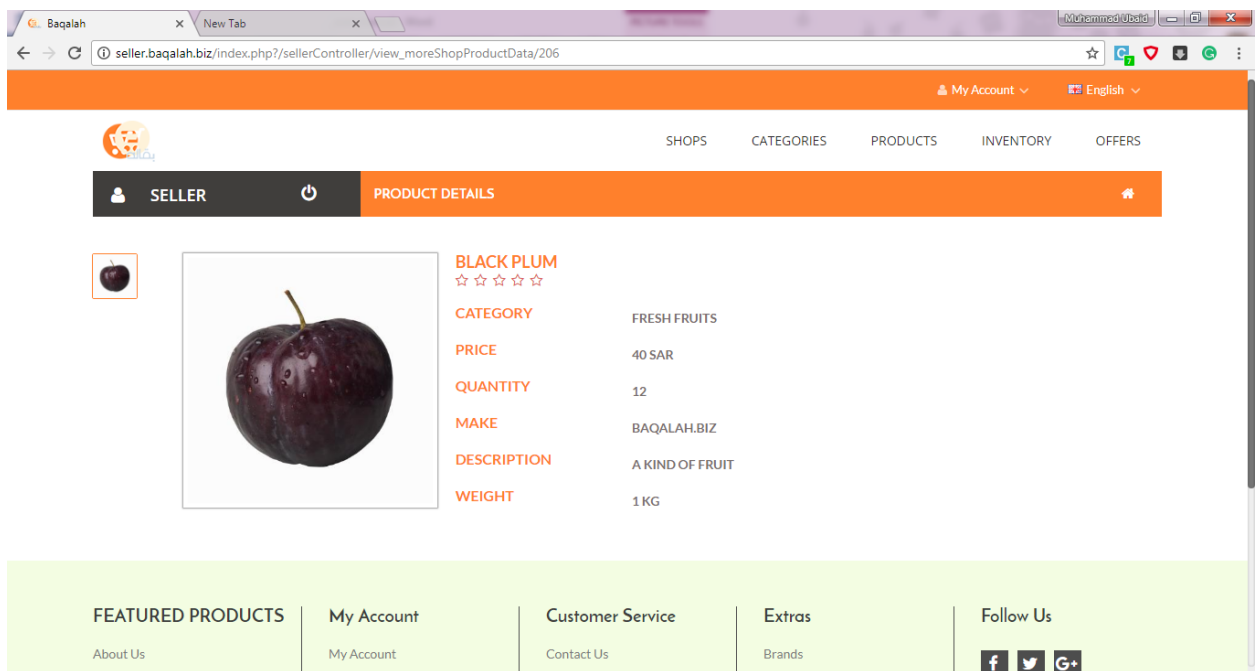 Baqalah
New Tab
Muhammad Ubaid
seller.baqalah.biz/index.php?/sellerController/view_moreShopProductData/206
7
My Account
English
بقالة
SHOPS
CATEGORIES
PRODUCTS
INVENTORY
OFFERS
SELLER
PRODUCT DETAILS
BLACK PLUM
CATEGORY FRESH FRUITS
PRICE 40 SAR
QUANTITY 12
MAKE BAQALAH.BIZ
DESCRIPTION A KIND OF FRUIT
WEIGHT 1 KG
FEATURED PRODUCTS
About Us
My Account
My Account
Customer Service
Contact Us
Extras
Brands
Follow Us